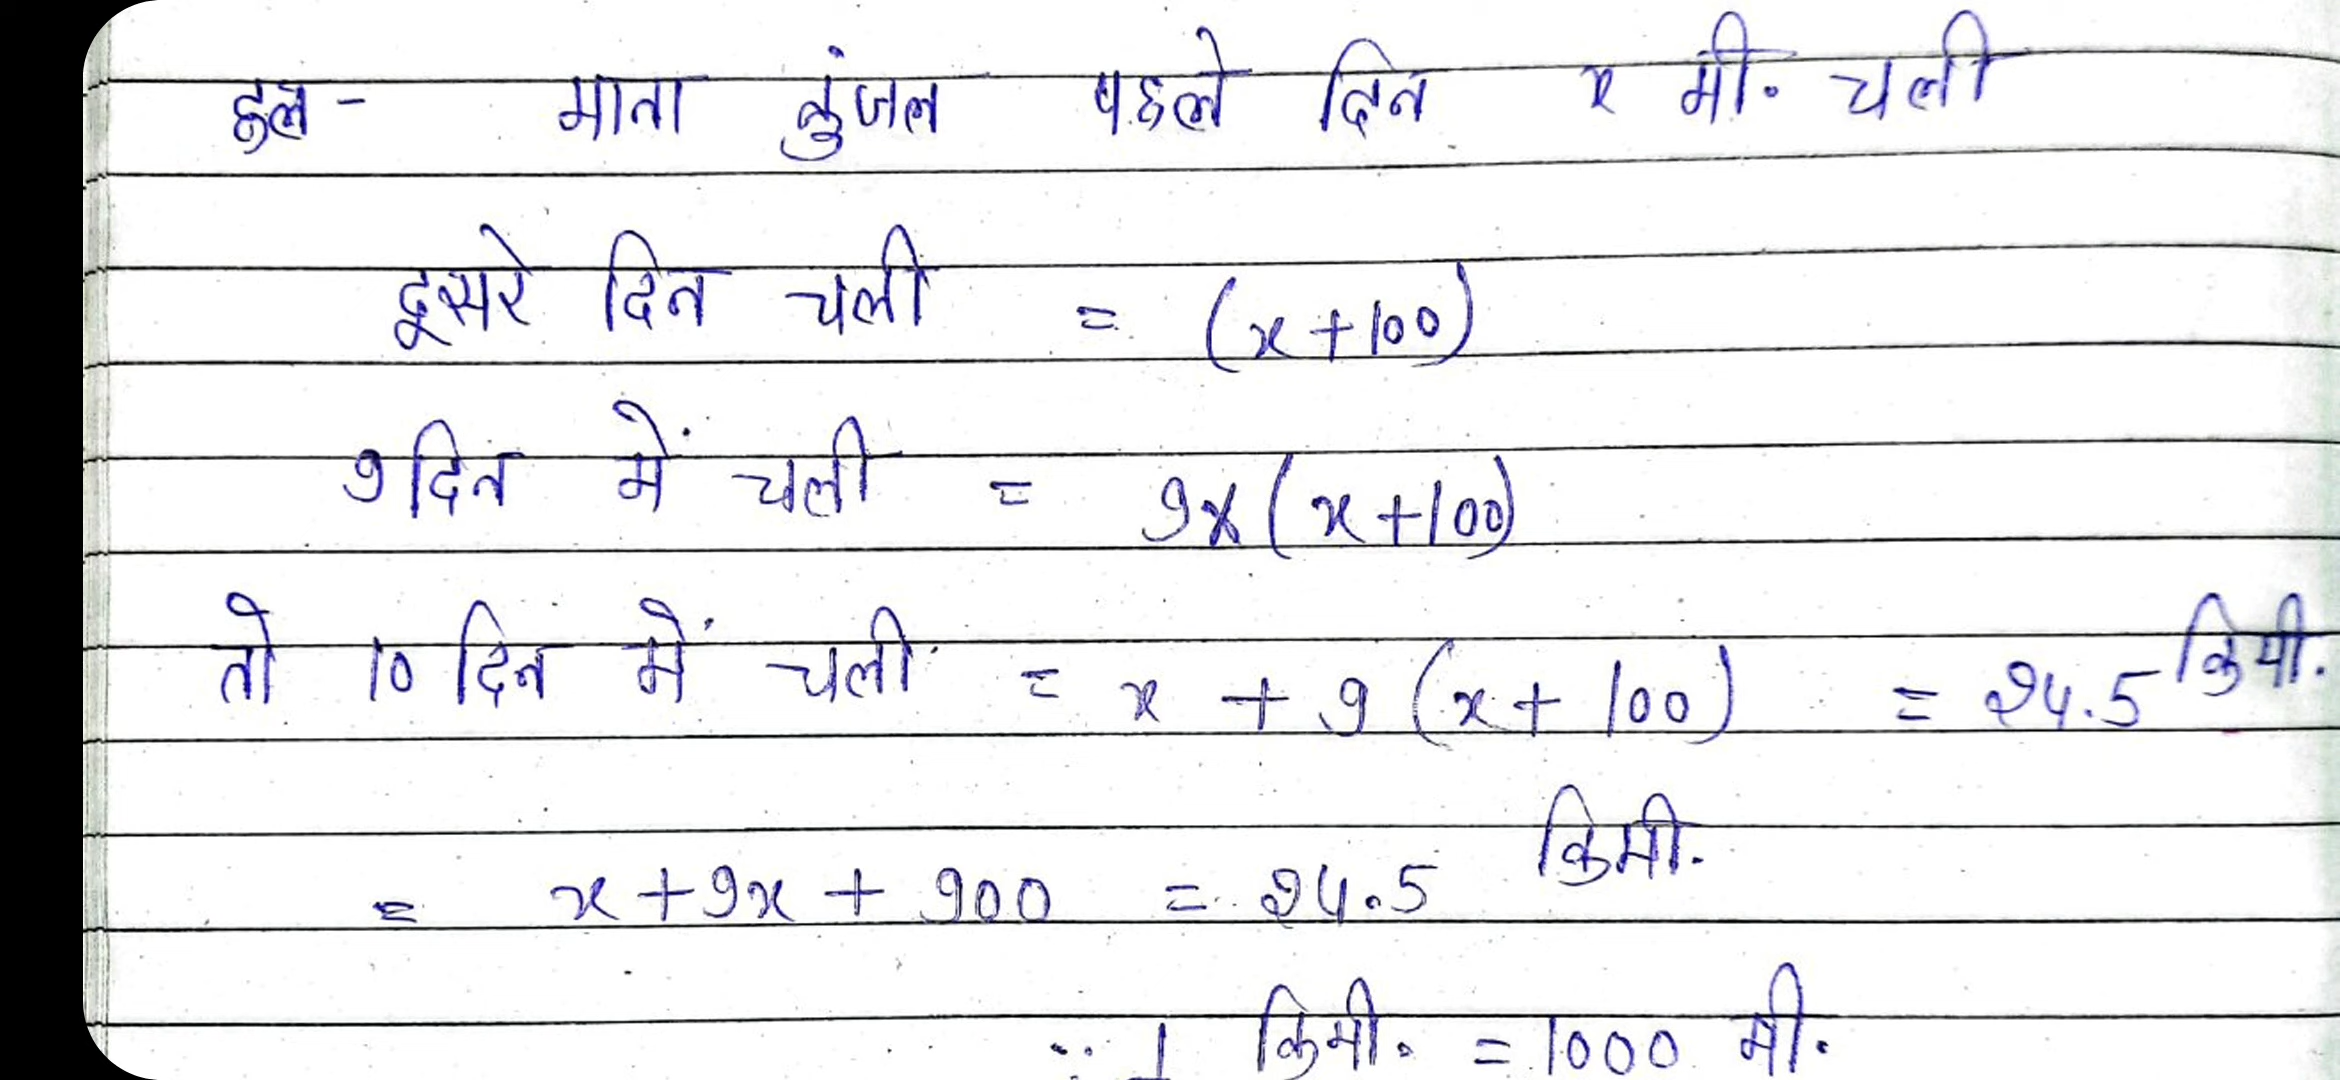 हल- माना कुंजल पहले दिन x मी. चली
दूसरे दिन चली = (x+100)
9 दिन में चली = 9x(x+100)
तो 10 दिन में चली = x + 9 (x+100) = 24.5 किमी.
= x+9x+900 = 24.5 किमी.
∵ 1 किमी. = 1000 मी.